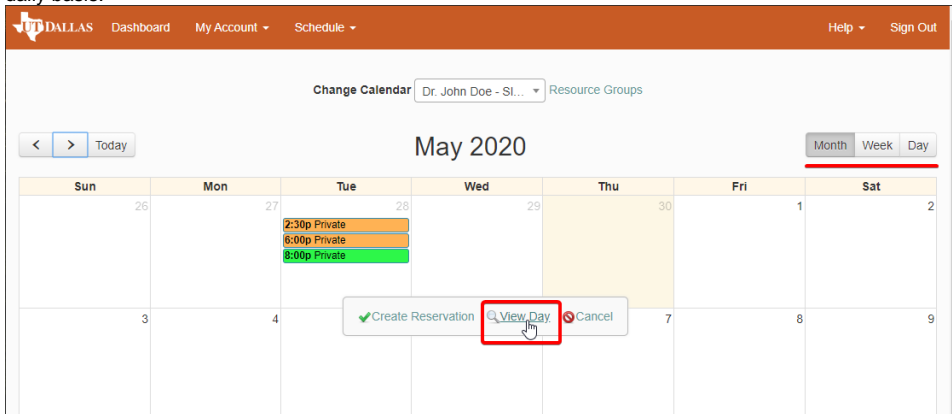 daily basis.
UT DALLAS Dashboard My Account Schedule Help Sign Out
Change Calendar Dr. John Doe - Sl... Resource Groups
< > Today May 2020 Month Week Day
Sun Mon Tue Wed Thu Fri Sat
26 27 28 29 30 1 2
2:30p Private
6:00p Private
8:00p Private
Create Reservation View Day Cancel
3 4 7 8 9